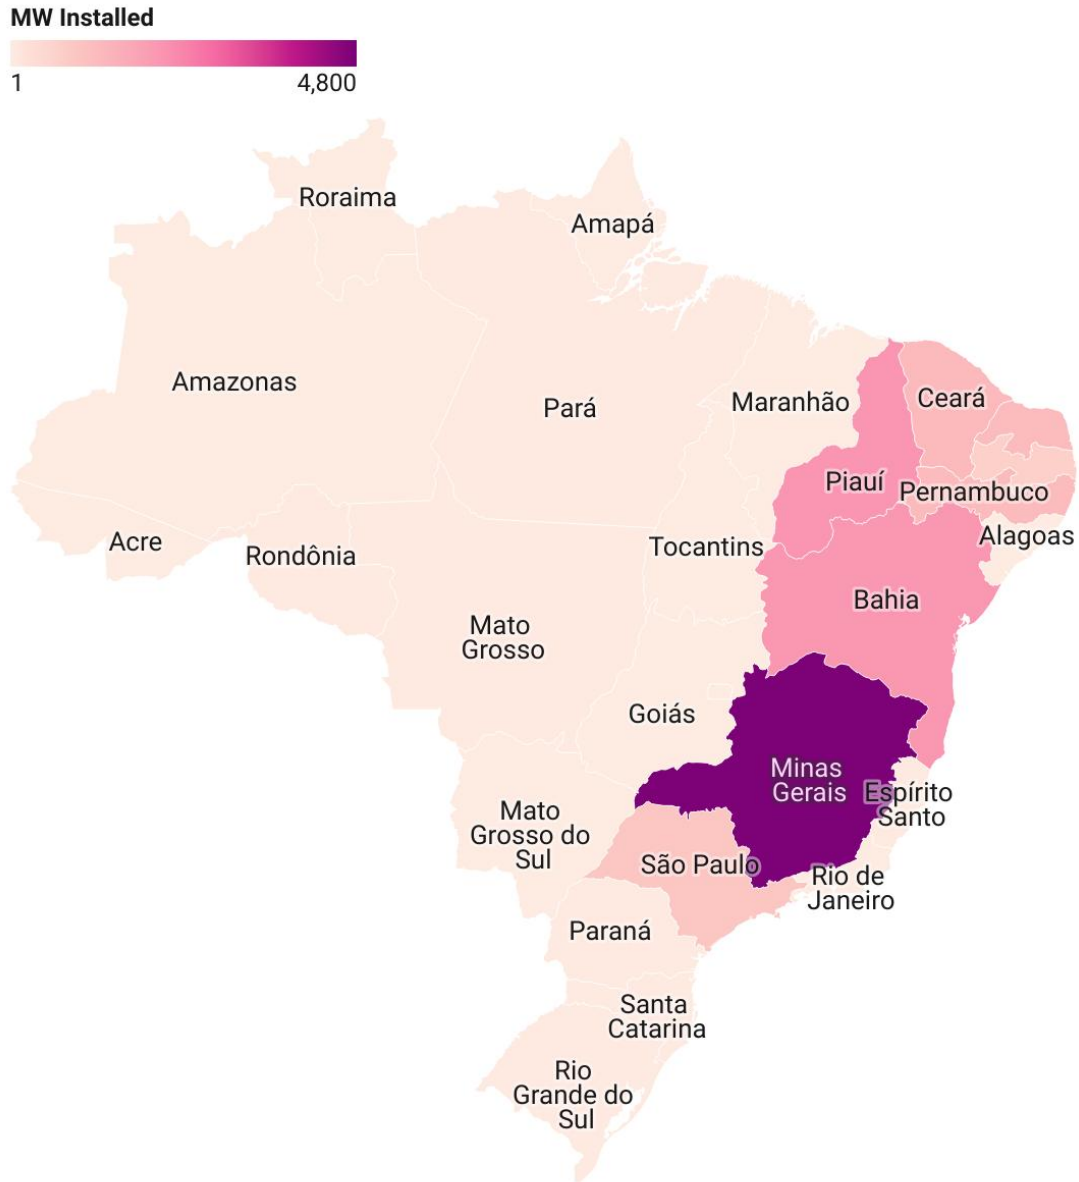 MW Installed
1
4,800
Roraima
Amapá
Amazonas
Pará
Maranhão
Ceará
Piauí
Pernambuco
Acre
Rondônia
Tocantins
Alagoas
Bahia
Mato
Grosso
Goiás
Minas
Gerais
Espírito
Santo
Mato
Grosso do
Sul
São Paulo
Rio de
Janeiro
Paraná
Santa
Catarina
Rio
Grande do
Sul